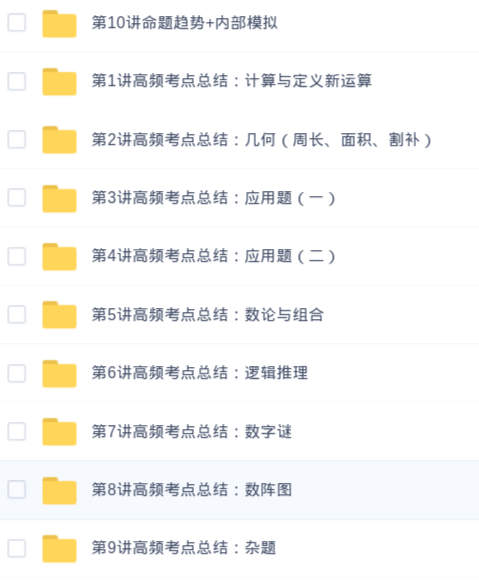 第10讲命题趋势+内部模拟
第1讲高频考点总结：计算与定义新运算
第2讲高频考点总结：几何（周长、面积、割补）
第3讲高频考点总结：应用题（一）
第4讲高频考点总结：应用题（二）
第5讲高频考点总结：数论与组合
第6讲高频考点总结：逻辑推理
第7讲高频考点总结：数字谜
第8讲高频考点总结：数阵图
第9讲高频考点总结：杂题